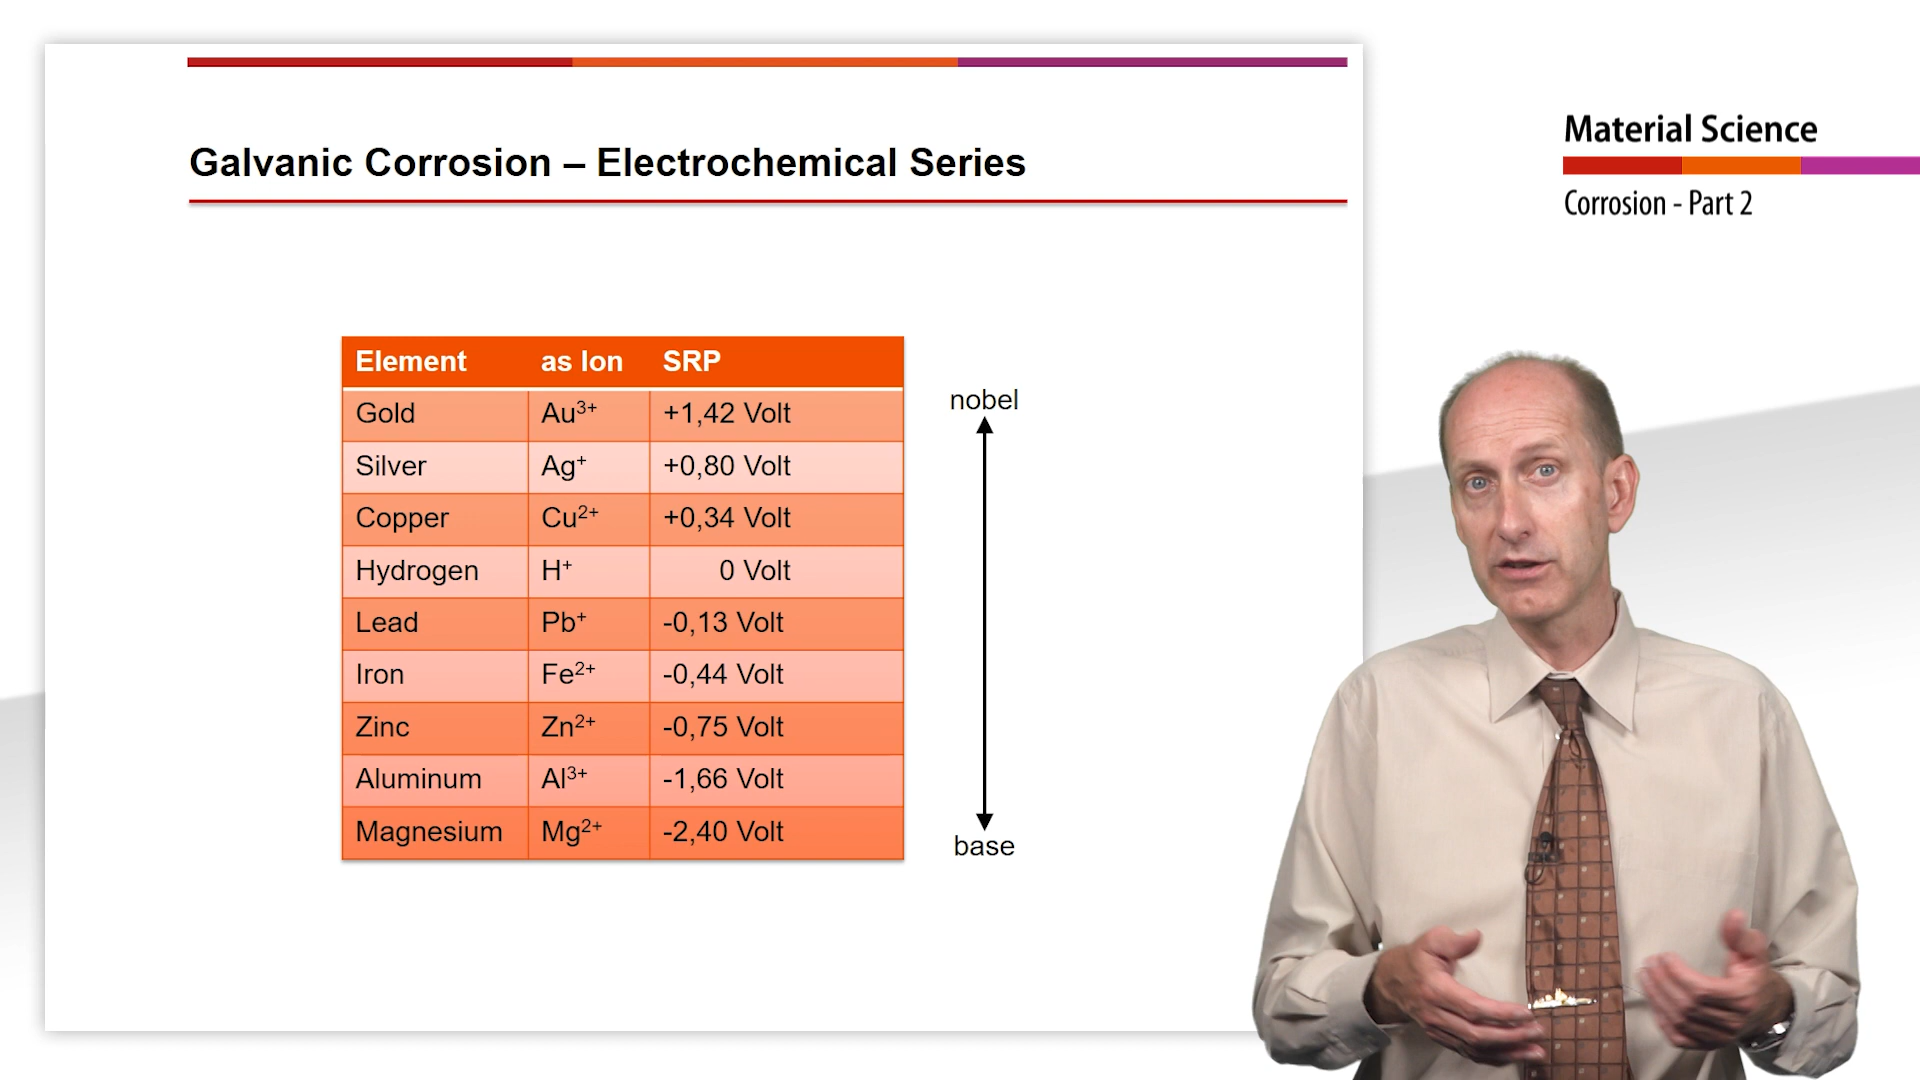 Galvanic Corrosion – Electrochemical Series
Material Science
Corrosion - Part 2
Element as Ion SRP
Gold Au³⁺ +1,42 Volt
Silver Ag⁺ +0,80 Volt
Copper Cu²⁺ +0,34 Volt
Hydrogen H⁺ 0 Volt
Lead Pb⁺ -0,13 Volt
Iron Fe²⁺ -0,44 Volt
Zinc Zn²⁺ -0,75 Volt
Aluminum Al³⁺ -1,66 Volt
Magnesium Mg²⁺ -2,40 Volt
nobel
base